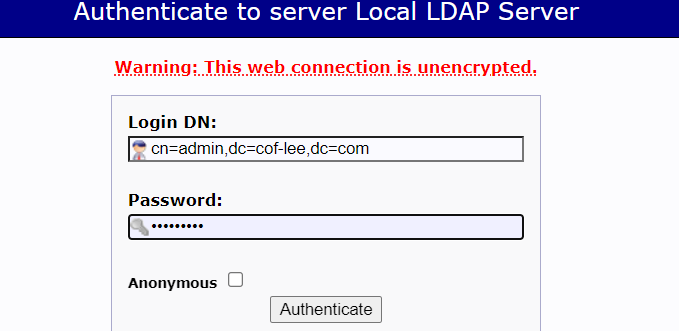 Authenticate to server Local LDAP Server
Warning: This web connection is unencrypted.
Login DN:
cn=admin,dc=cof-lee,dc=com
Password:
•••••••••
Anonymous
Authenticate